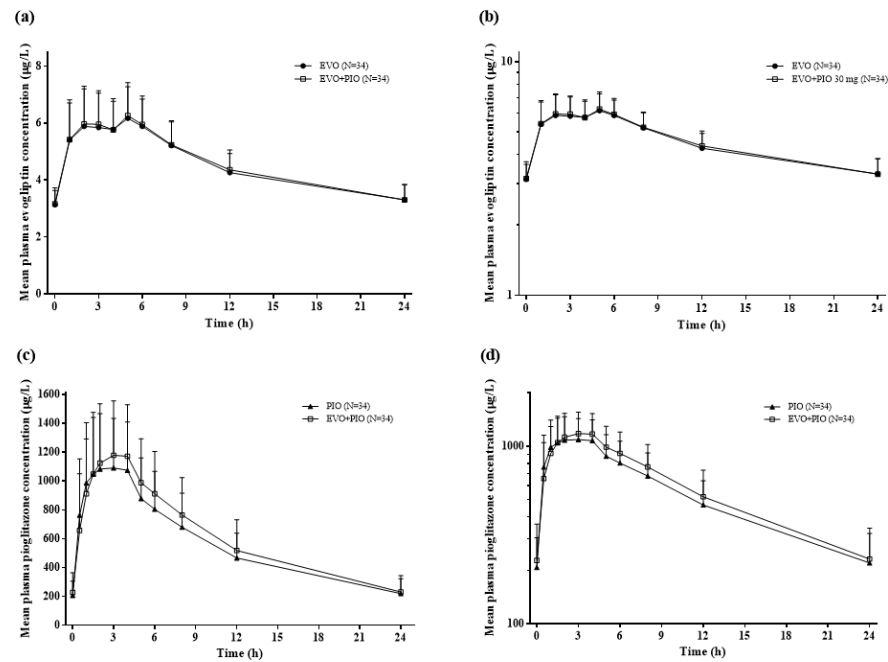 (a)
Mean plasma evogliptin concentration (µg/L)
8
6
4
2
0
0 3 6 9 12 15 18 21 24
Time (h)
EVO (N=34)
EVO+PIO (N=34)
(b)
Mean plasma evogliptin concentration (µg/L)
10
1
0 3 6 9 12 15 18 21 24
Time (h)
EVO (N=34)
EVO+PIO 30 mg (N=34)
(c)
Mean plasma pioglitazone concentration (µg/L)
1600
1400
1200
1000
800
600
400
200
0
0 3 6 9 12 15 18 21 24
Time (h)
PIO (N=34)
EVO+PIO (N=34)
(d)
Mean plasma pioglitazone concentration (µg/L)
1000
100
0 3 6 9 12 15 18 21 24
Time (h)
PIO (N=34)
EVO+PIO (N=34)